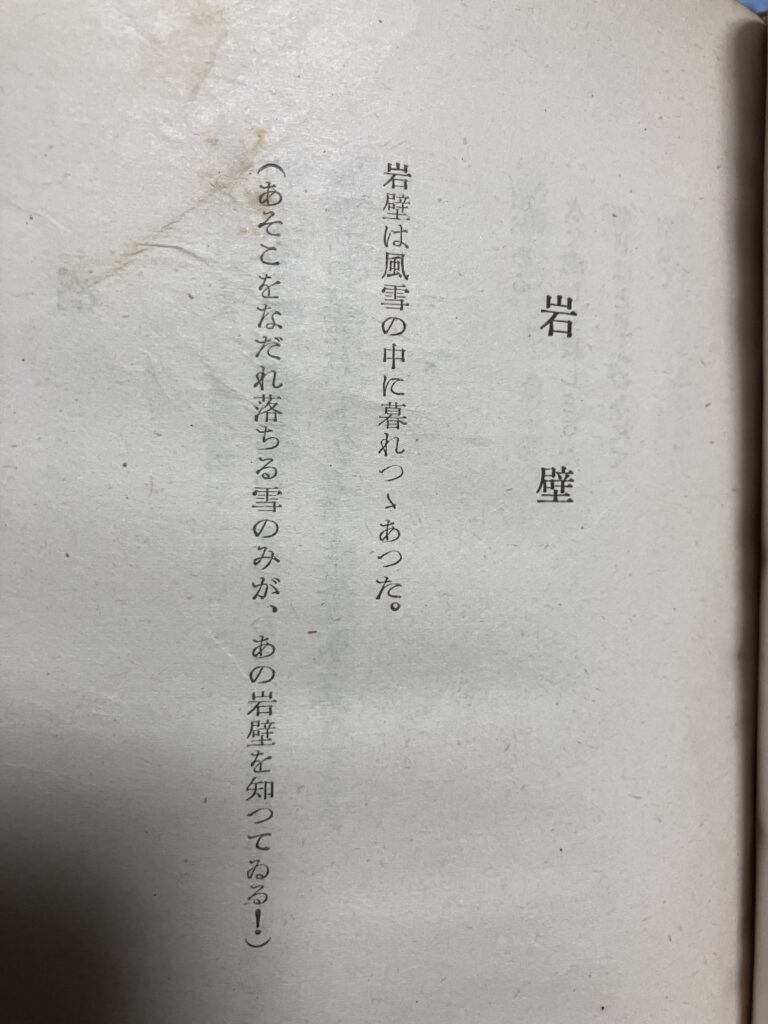 岩壁
岩壁は風雪の中に暮れつゝあつた。
（あそこをなだれ落ちる雪のみが、あの岩壁を知つてゐる！）